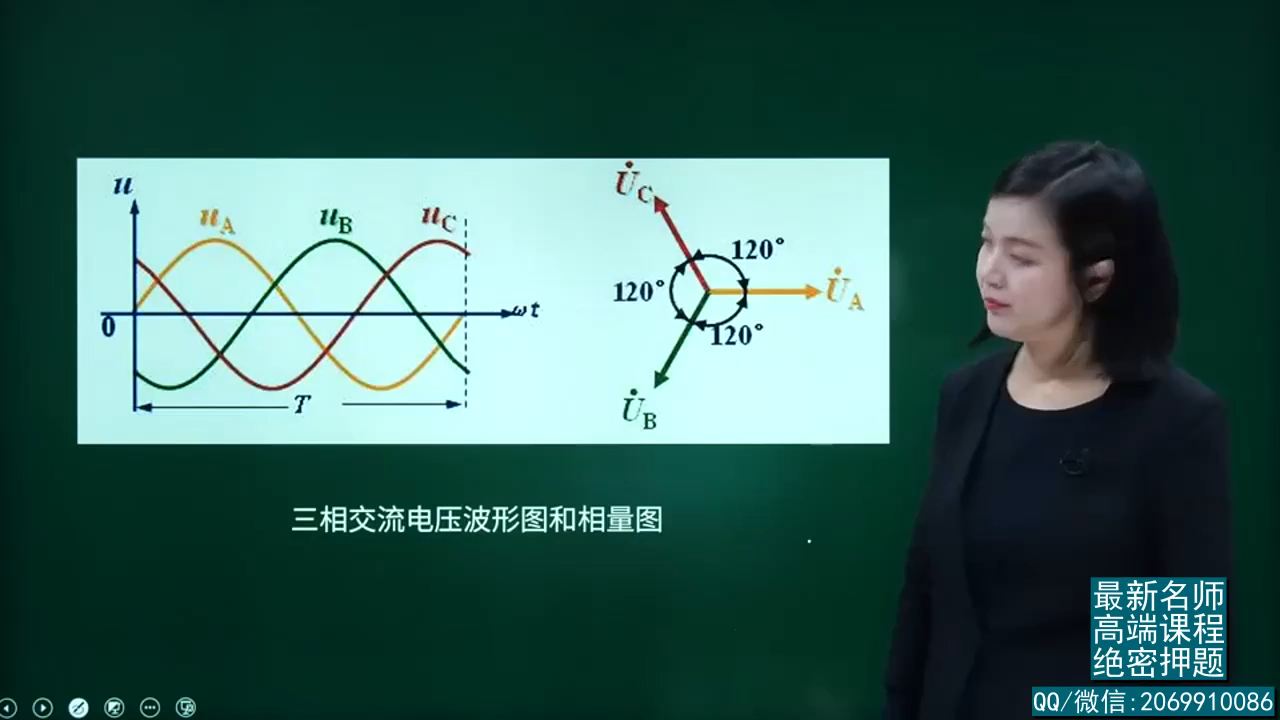 u
u_A
u_B
u_C
0
ωt
T
U̇_C
120°
120°
U̇_A
120°
U̇_B
三相交流电压波形图和相量图
最新名师
高端课程
绝密押题
QQ/微信:2069910086